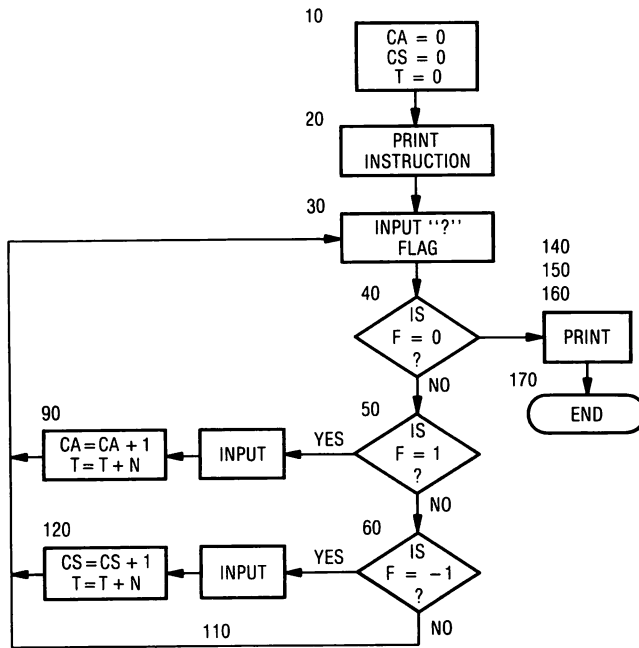 10
CA = 0
CS = 0
T = 0
20
PRINT
INSTRUCTION
30
INPUT "?"
FLAG
40
IS
F = 0
?
NO
140
150
160
PRINT
170
END
50
IS
F = 1
?
YES
NO
INPUT
90
CA = CA + 1
T = T + N
60
IS
F = −1
?
YES
NO
INPUT
120
CS = CS + 1
T = T + N
110